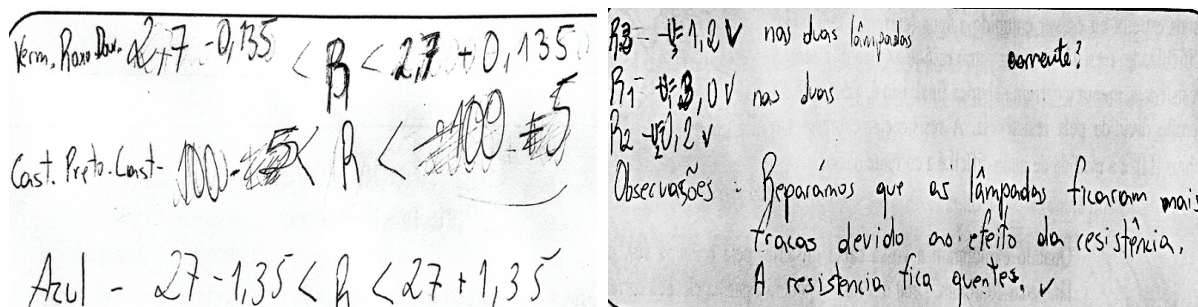 Verm. Roxo. Dou. 2,7 - 0,135 < R < 2,7 + 0,135
Cast. Preto. Cast - 100 - 5 < R < 100 + 5
Azul - 27 - 1,35 < R < 27 + 1,35
R3 - U= 1,2 V nas duas lâmpadas
corrente?
R1 - U= 3,0 V nas duas
R2 - U= 0,2 V
Observações - Reparámos que as lâmpadas ficaram mais
fracas devido ao efeito da resistência.
A resistencia fica quentes. ✓